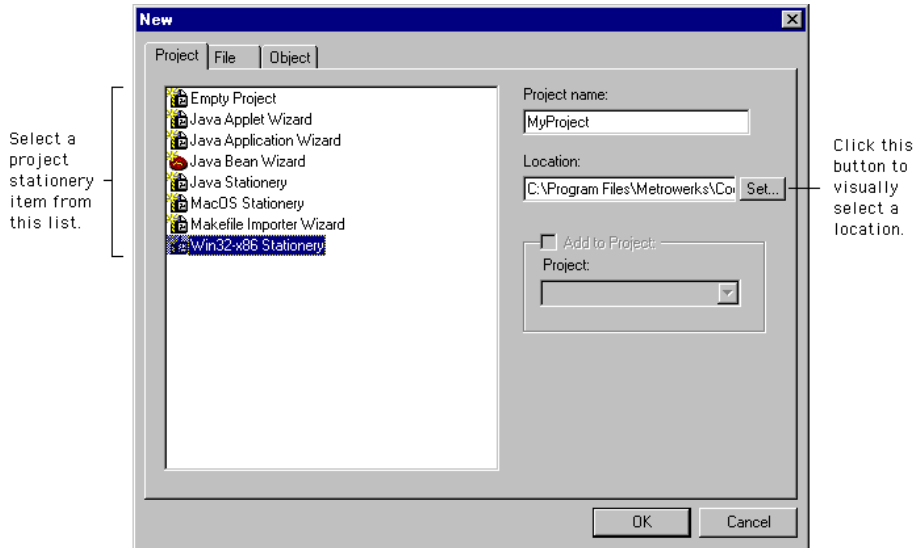 New
Project
File
Object
Select a
project
stationery
item from
this list.
Empty Project
Java Applet Wizard
Java Application Wizard
Java Bean Wizard
Java Stationery
MacOS Stationery
Makefile Importer Wizard
Win32-x86 Stationery
Project name:
MyProject
Location:
C:\Program Files\Metrowerks\Co
Set...
Click this
button to
visually
select a
location.
Add to Project:
Project:
OK
Cancel